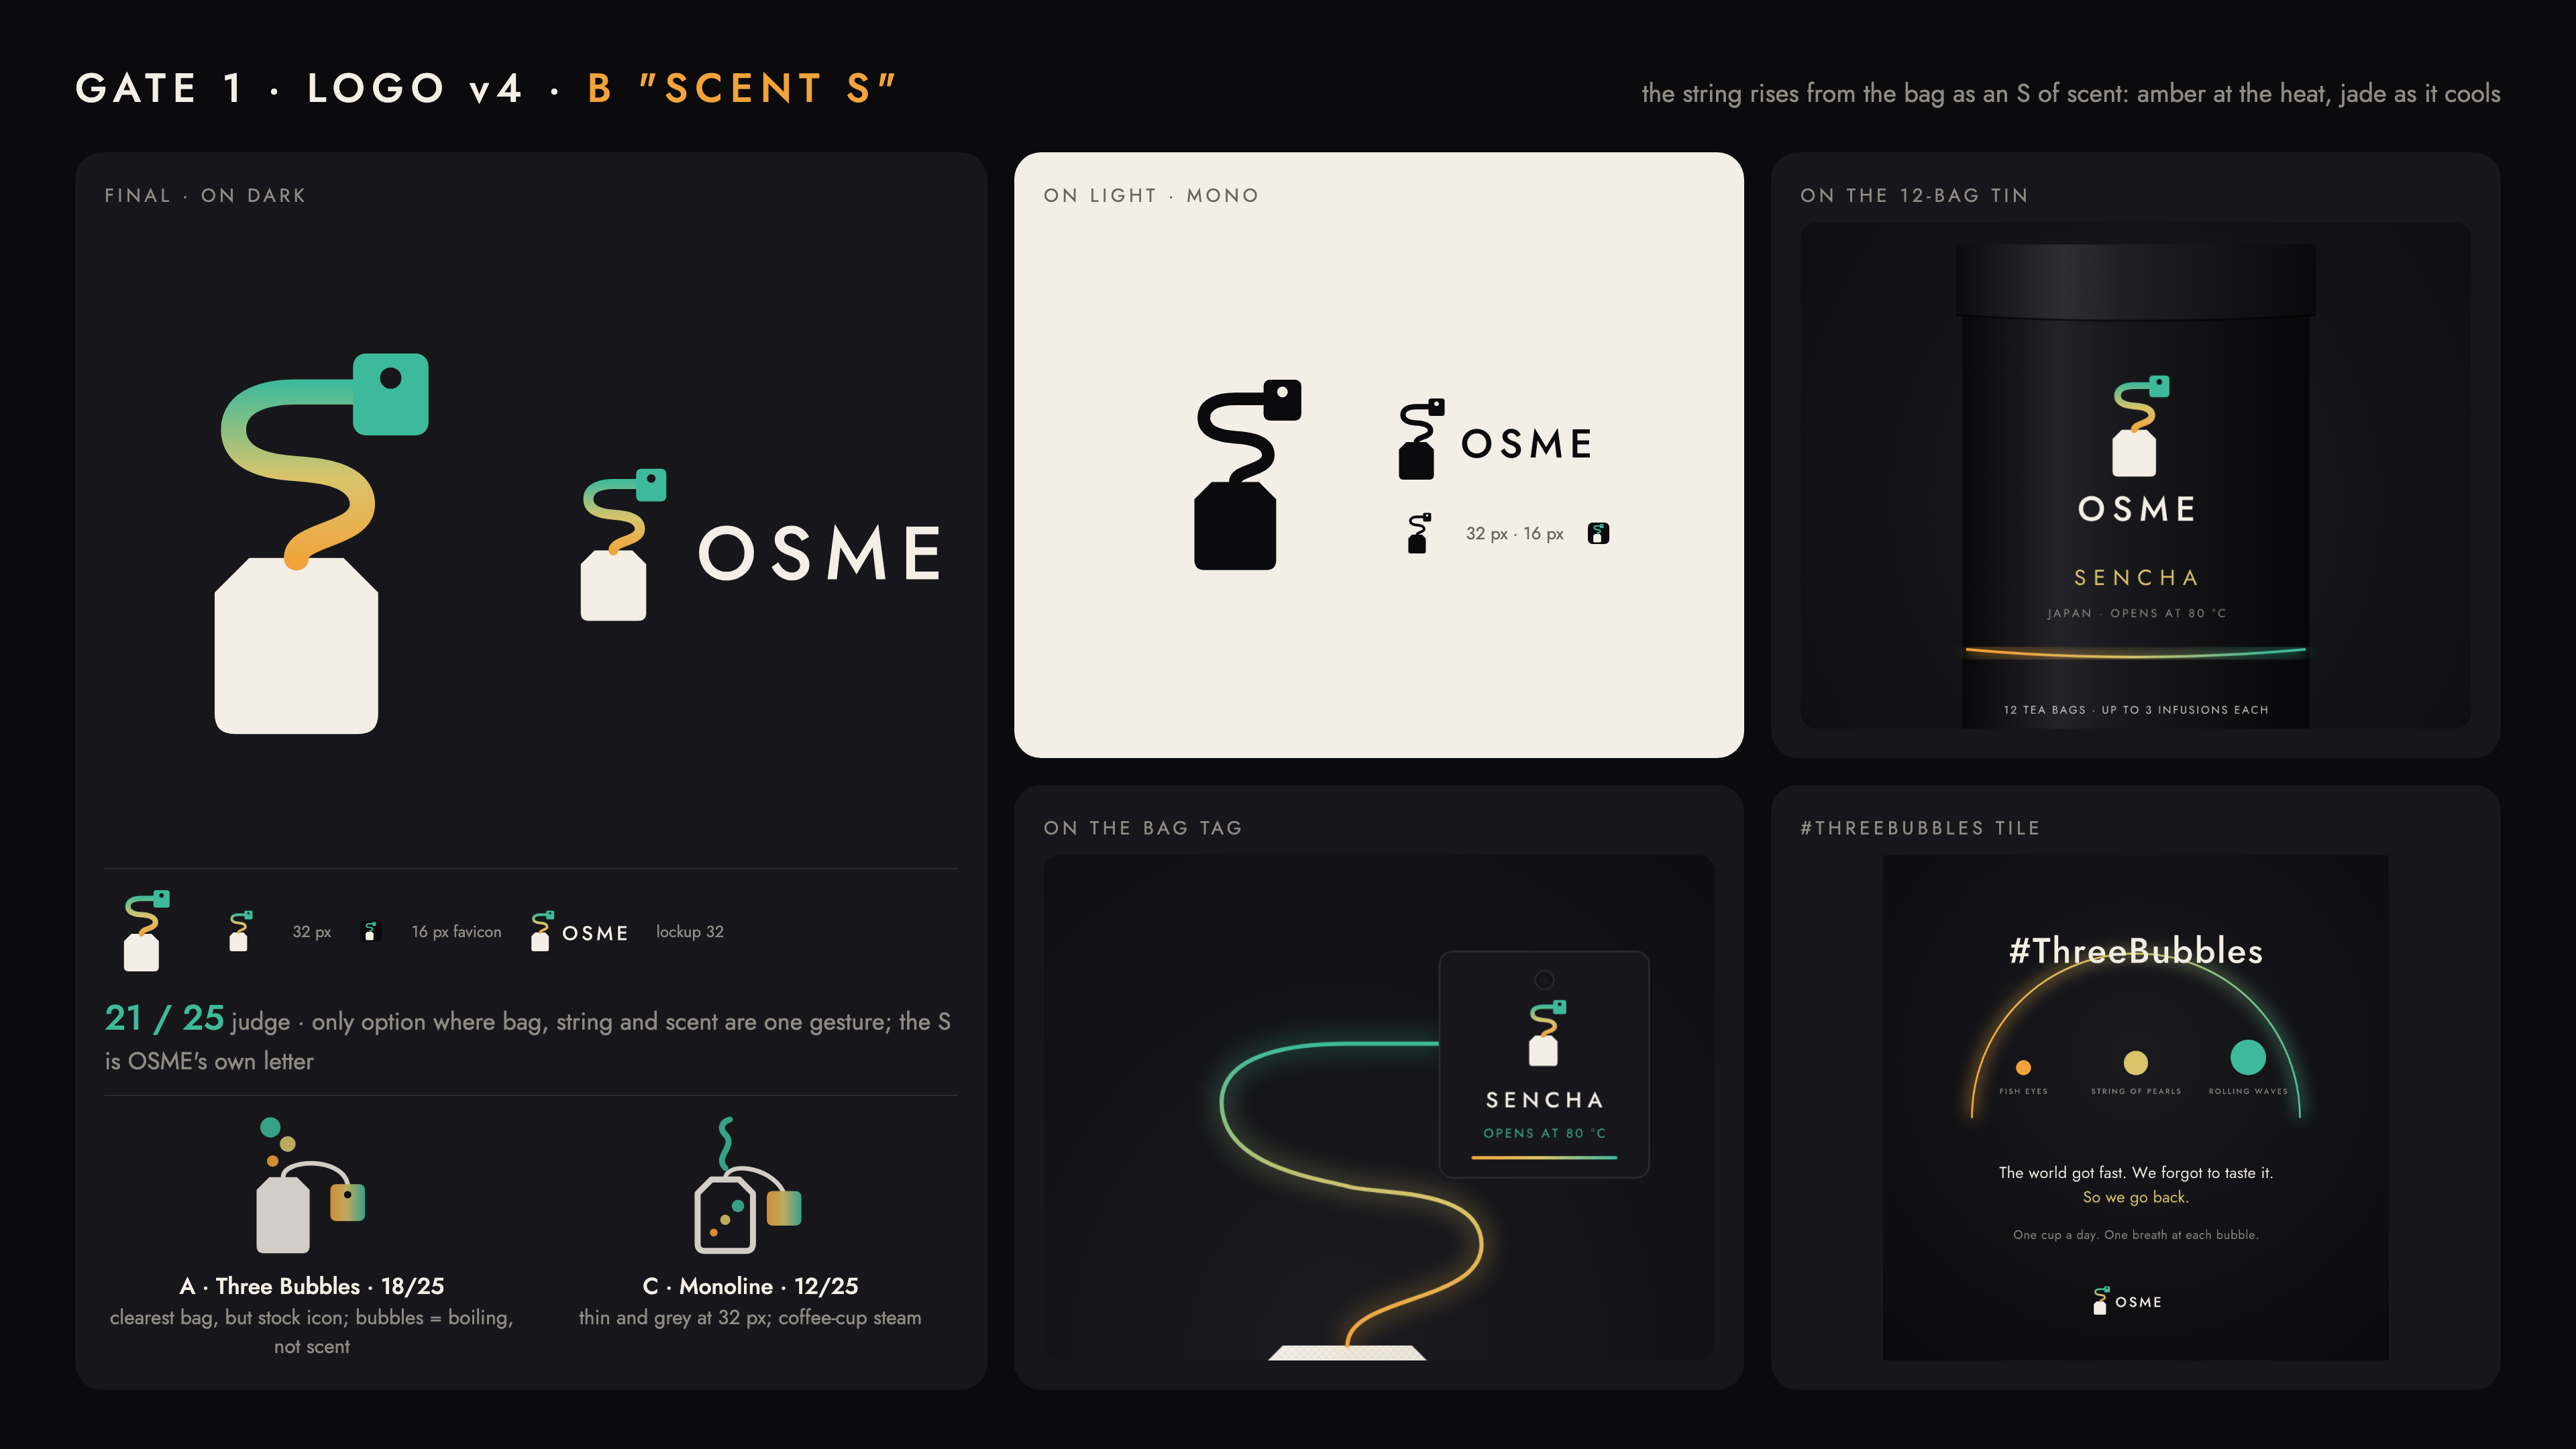 GATE 1 · LOGO v4 · B "SCENT S"
the string rises from the bag as an S of scent: amber at the heat, jade as it cools
FINAL · ON DARK
OSME
32 px
16 px favicon
OSME
lockup 32
21 / 25 judge · only option where bag, string and scent are one gesture; the S
is OSME's own letter
A · Three Bubbles · 18/25
clearest bag, but stock icon; bubbles = boiling,
not scent
C · Monoline · 12/25
thin and grey at 32 px; coffee-cup steam
ON LIGHT · MONO
OSME
32 px · 16 px
ON THE 12-BAG TIN
OSME
SENCHA
JAPAN · OPENS AT 80 °C
12 TEA BAGS · UP TO 3 INFUSIONS EACH
ON THE BAG TAG
SENCHA
OPENS AT 80 °C
#THREEBUBBLES TILE
#ThreeBubbles
FISH EYES
STRING OF PEARLS
ROLLING WAVES
The world got fast. We forgot to taste it.
So we go back.
One cup a day. One breath at each bubble.
OSME